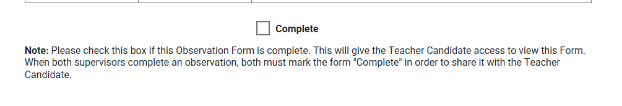 Complete
Note: Please check this box if this Observation Form is complete. This will give the Teacher Candidate access to view this Form.
When both supervisors complete an observation, both must mark the form "Complete" in order to share it with the Teacher
Candidate.